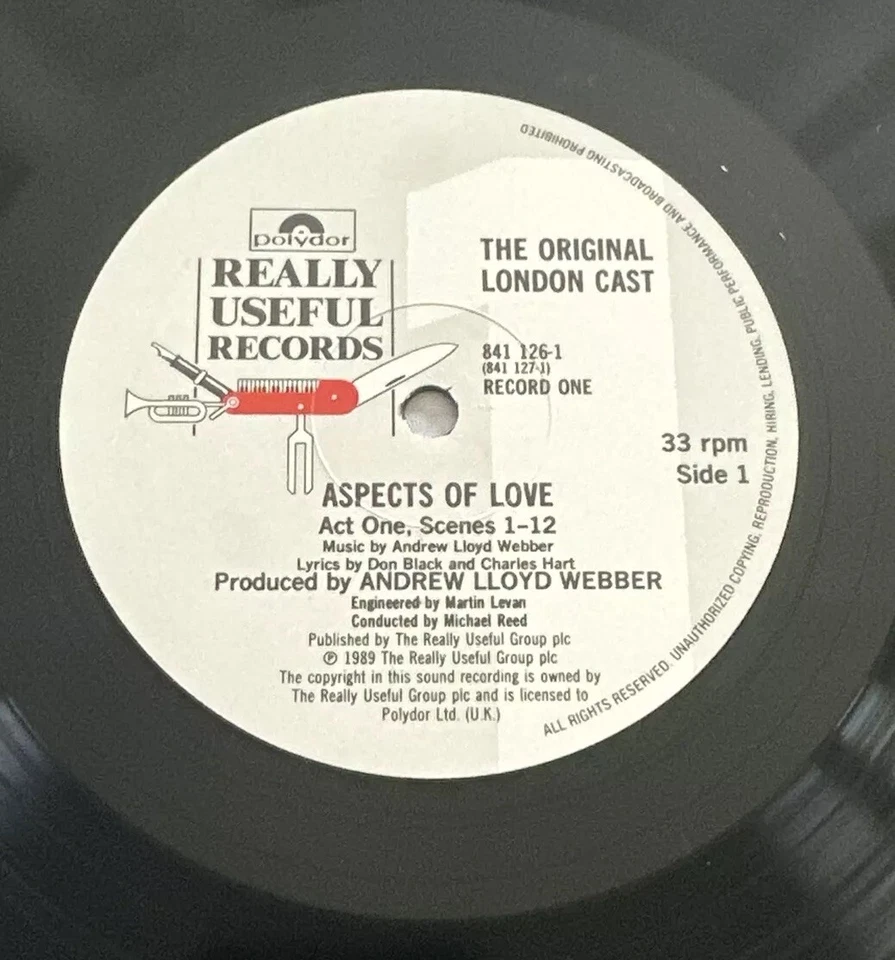 polydor
REALLY
USEFUL
RECORDS
THE ORIGINAL
LONDON CAST
841 126-1
(841 127-1)
RECORD ONE
33 rpm
Side 1
ASPECTS OF LOVE
Act One, Scenes 1-12
Music by Andrew Lloyd Webber
Lyrics by Don Black and Charles Hart
Produced by ANDREW LLOYD WEBBER
Engineered by Martin Levan
Conducted by Michael Reed
Published by The Really Useful Group plc
℗ 1989 The Really Useful Group plc
The copyright in this sound recording is owned by
The Really Useful Group plc and is licensed to
Polydor Ltd. (U.K.)
ALL RIGHTS RESERVED. UNAUTHORIZED COPYING, REPRODUCTION, HIRING, LENDING, PUBLIC PERFORMANCE AND BROADCASTING PROHIBITED